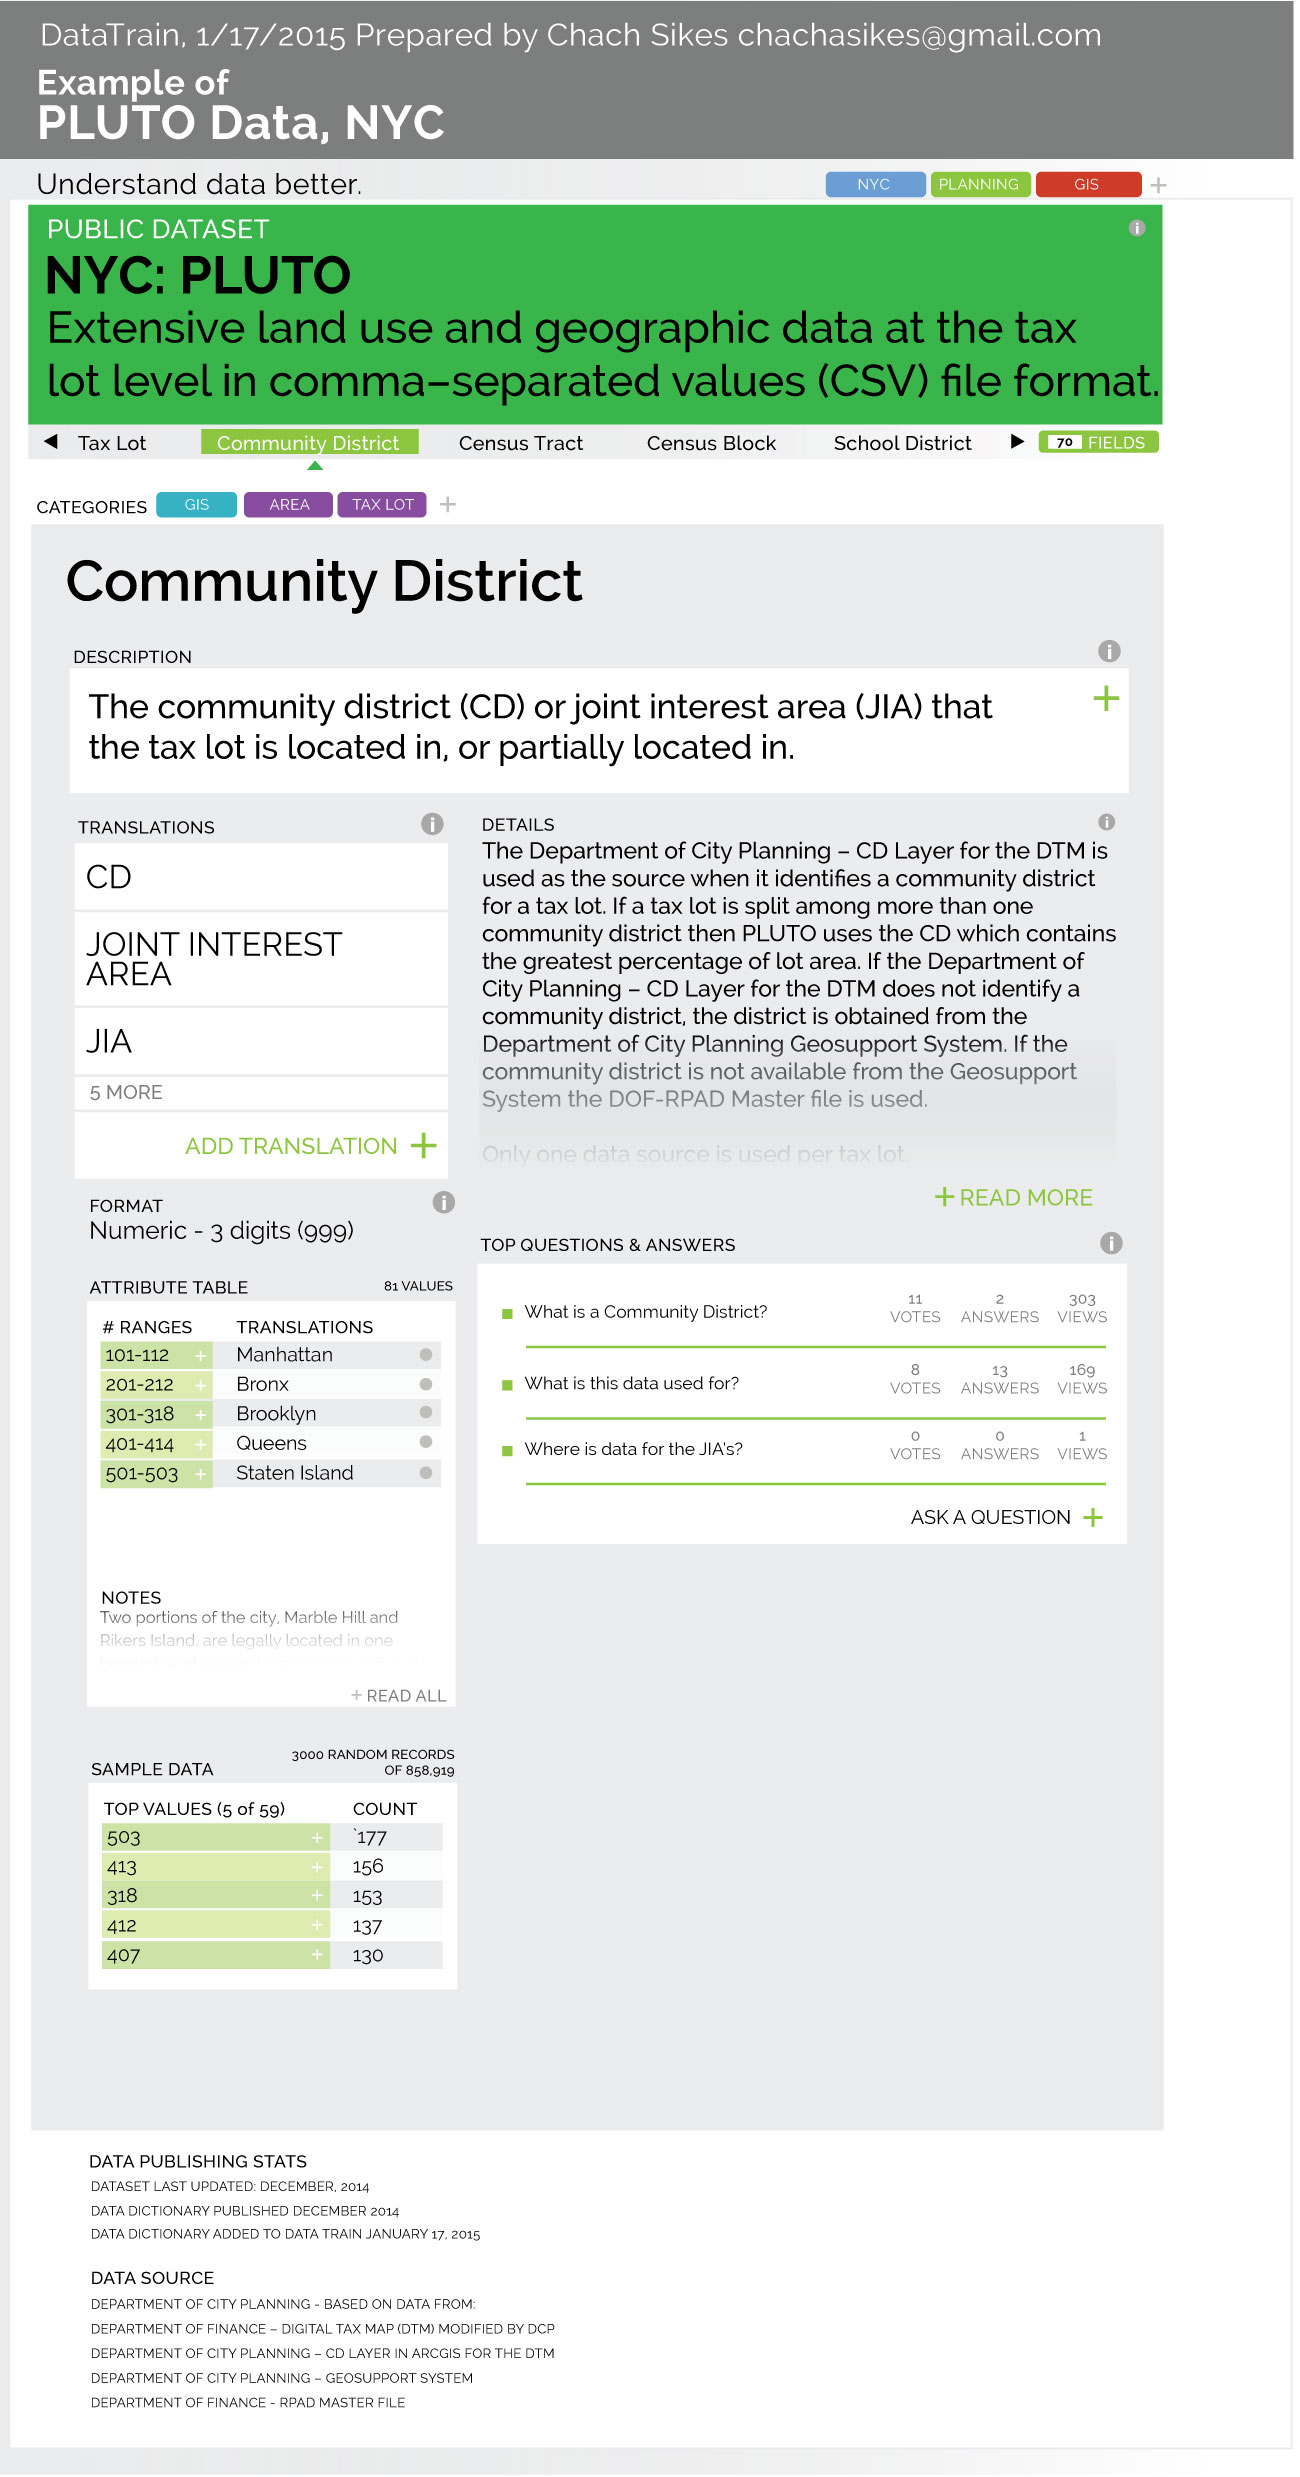 DataTrain, 1/17/2015 Prepared by Chach Sikes chachasikes@gmail.com
Example of
PLUTO Data, NYC
Understand data better.
NYC PLANNING GIS +
PUBLIC DATASET i
NYC: PLUTO
Extensive land use and geographic data at the tax
lot level in comma–separated values (CSV) file format.
◀ Tax Lot Community District Census Tract Census Block School District ▶ 70 FIELDS
CATEGORIES GIS AREA TAX LOT +
Community District
DESCRIPTION i
The community district (CD) or joint interest area (JIA) that +
the tax lot is located in, or partially located in.
TRANSLATIONS i
CD
JOINT INTEREST
AREA
JIA
5 MORE
ADD TRANSLATION +
DETAILS i
The Department of City Planning – CD Layer for the DTM is
used as the source when it identifies a community district
for a tax lot. If a tax lot is split among more than one
community district then PLUTO uses the CD which contains
the greatest percentage of lot area. If the Department of
City Planning – CD Layer for the DTM does not identify a
community district, the district is obtained from the
Department of City Planning Geosupport System. If the
community district is not available from the Geosupport
System the DOF-RPAD Master file is used.
Only one data source is used per tax lot.
+ READ MORE
FORMAT i
Numeric - 3 digits (999)
ATTRIBUTE TABLE 81 VALUES
# RANGES TRANSLATIONS
101-112 + Manhattan
201-212 + Bronx
301-318 + Brooklyn
401-414 + Queens
501-503 + Staten Island
NOTES
Two portions of the city, Marble Hill and
Rikers Island, are legally located in one
+ READ ALL
TOP QUESTIONS & ANSWERS i
What is a Community District? 11 VOTES 2 ANSWERS 303 VIEWS
What is this data used for? 8 VOTES 13 ANSWERS 169 VIEWS
Where is data for the JIA's? 0 VOTES 0 ANSWERS 1 VIEWS
ASK A QUESTION +
SAMPLE DATA 3000 RANDOM RECORDS
OF 858,919
TOP VALUES (5 of 59) COUNT
503 + `177
413 + 156
318 + 153
412 + 137
407 + 130
DATA PUBLISHING STATS
DATASET LAST UPDATED: DECEMBER, 2014
DATA DICTIONARY PUBLISHED DECEMBER 2014
DATA DICTIONARY ADDED TO DATA TRAIN JANUARY 17, 2015
DATA SOURCE
DEPARTMENT OF CITY PLANNING - BASED ON DATA FROM:
DEPARTMENT OF FINANCE – DIGITAL TAX MAP (DTM) MODIFIED BY DCP
DEPARTMENT OF CITY PLANNING – CD LAYER IN ARCGIS FOR THE DTM
DEPARTMENT OF CITY PLANNING – GEOSUPPORT SYSTEM
DEPARTMENT OF FINANCE - RPAD MASTER FILE